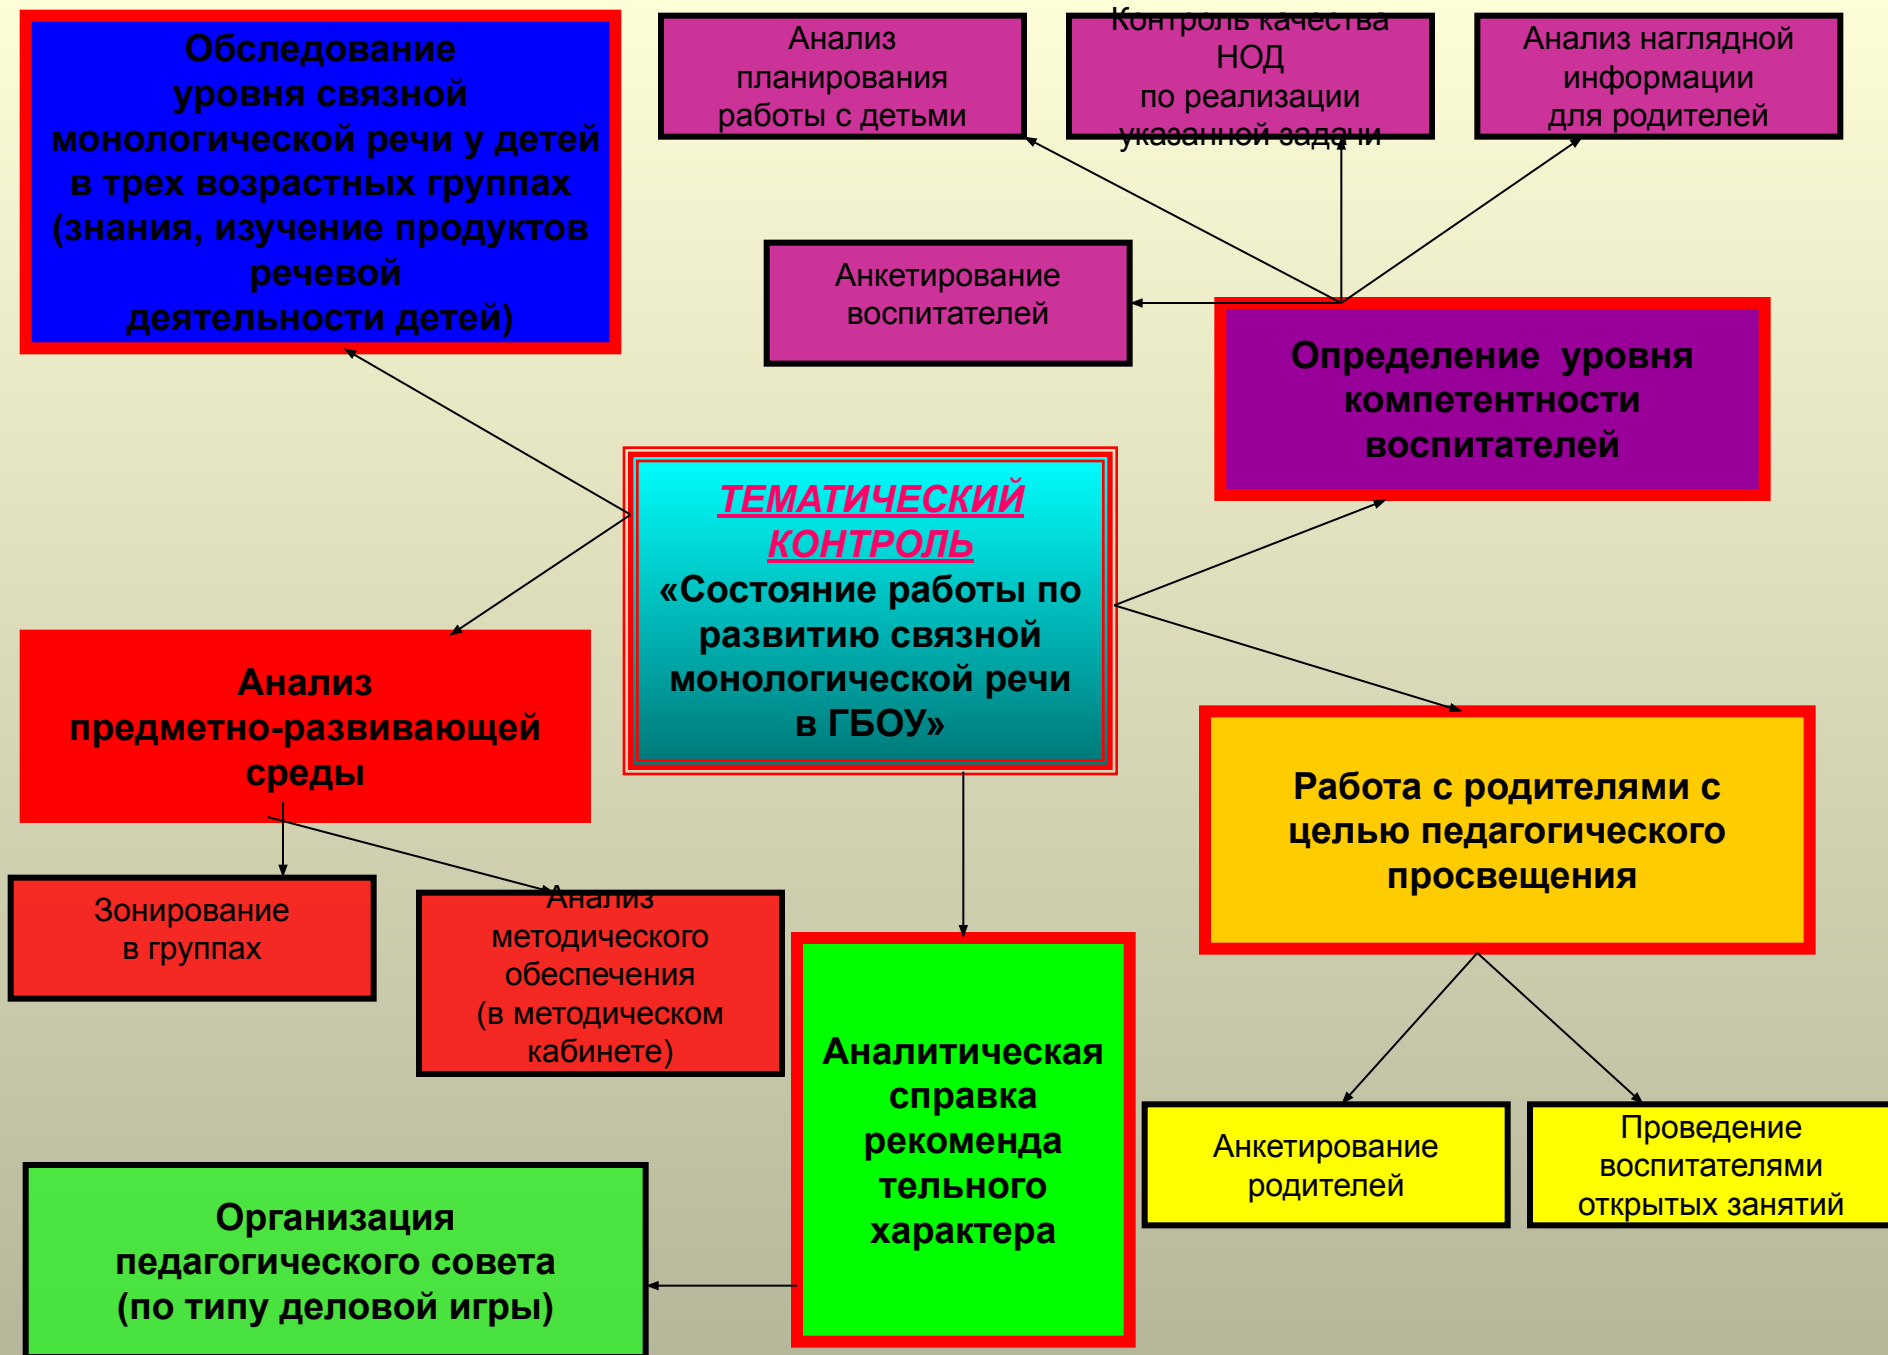 Обследование
уровня связной
монологической речи у детей
в трех возрастных группах
(знания, изучение продуктов
речевой
деятельности детей)
Анализ
планирования
работы с детьми
Контроль качества
НОД
по реализации
указанной задачи
Анализ наглядной
информации
для родителей
Анкетирование
воспитателей
Определение уровня
компетентности
воспитателей
ТЕМАТИЧЕСКИЙ
КОНТРОЛЬ
«Состояние работы по
развитию связной
монологической речи
в ГБОУ»
Анализ
предметно-развивающей
среды
Работа с родителями с
целью педагогического
просвещения
Зонирование
в группах
Анализ
методического
обеспечения
(в методическом
кабинете)
Аналитическая
справка
рекоменда
тельного
характера
Анкетирование
родителей
Проведение
воспитателями
открытых занятий
Организация
педагогического совета
(по типу деловой игры)